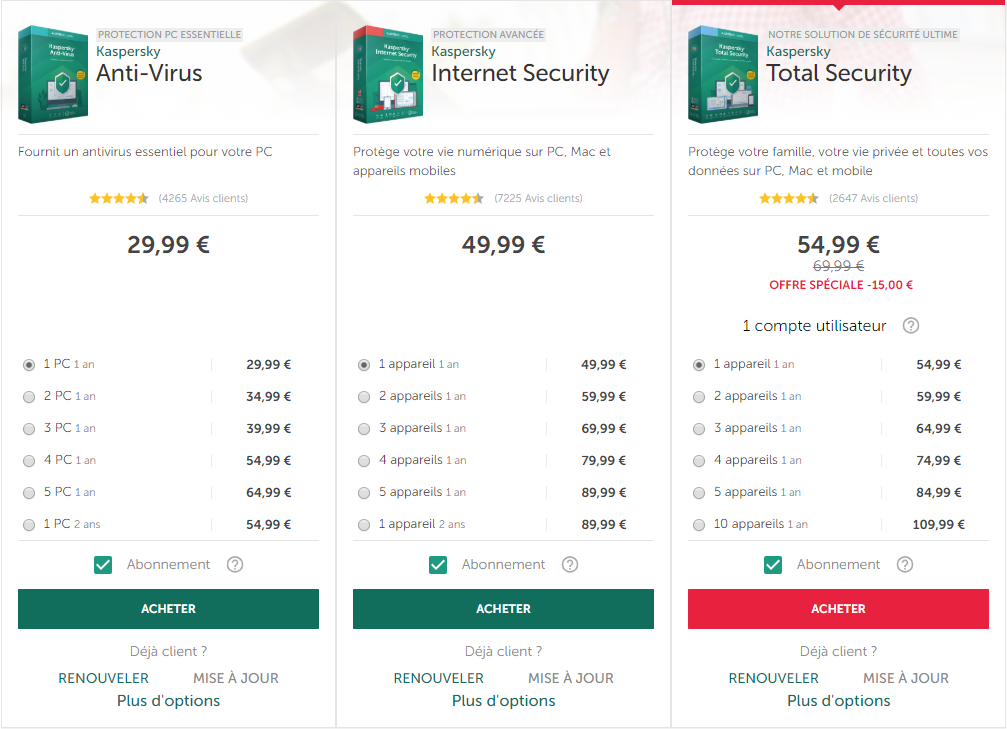 PROTECTION PC ESSENTIELLE
Kaspersky
Anti-Virus
Fournit un antivirus essentiel pour votre PC
(4265 Avis clients)
29,99 €
1 PC 1 an 29,99 €
2 PC 1 an 34,99 €
3 PC 1 an 39,99 €
4 PC 1 an 54,99 €
5 PC 1 an 64,99 €
1 PC 2 ans 54,99 €
Abonnement ?
ACHETER
Déjà client ?
RENOUVELER MISE À JOUR
Plus d'options
PROTECTION AVANCÉE
Kaspersky
Internet Security
Protège votre vie numérique sur PC, Mac et
appareils mobiles
(7225 Avis clients)
49,99 €
1 appareil 1 an 49,99 €
2 appareils 1 an 59,99 €
3 appareils 1 an 69,99 €
4 appareils 1 an 79,99 €
5 appareils 1 an 89,99 €
1 appareil 2 ans 89,99 €
Abonnement ?
ACHETER
Déjà client ?
RENOUVELER MISE À JOUR
Plus d'options
NOTRE SOLUTION DE SÉCURITÉ ULTIME
Kaspersky
Total Security
Protège votre famille, votre vie privée et toutes vos
données sur PC, Mac et mobile
(2647 Avis clients)
54,99 €
69,99 €
OFFRE SPÉCIALE -15,00 €
1 compte utilisateur ?
1 appareil 1 an 54,99 €
2 appareils 1 an 59,99 €
3 appareils 1 an 64,99 €
4 appareils 1 an 74,99 €
5 appareils 1 an 84,99 €
10 appareils 1 an 109,99 €
Abonnement ?
ACHETER
Déjà client ?
RENOUVELER MISE À JOUR
Plus d'options
Kaspersky
Anti-Virus
Kaspersky
Internet Security
Kaspersky
Total Security